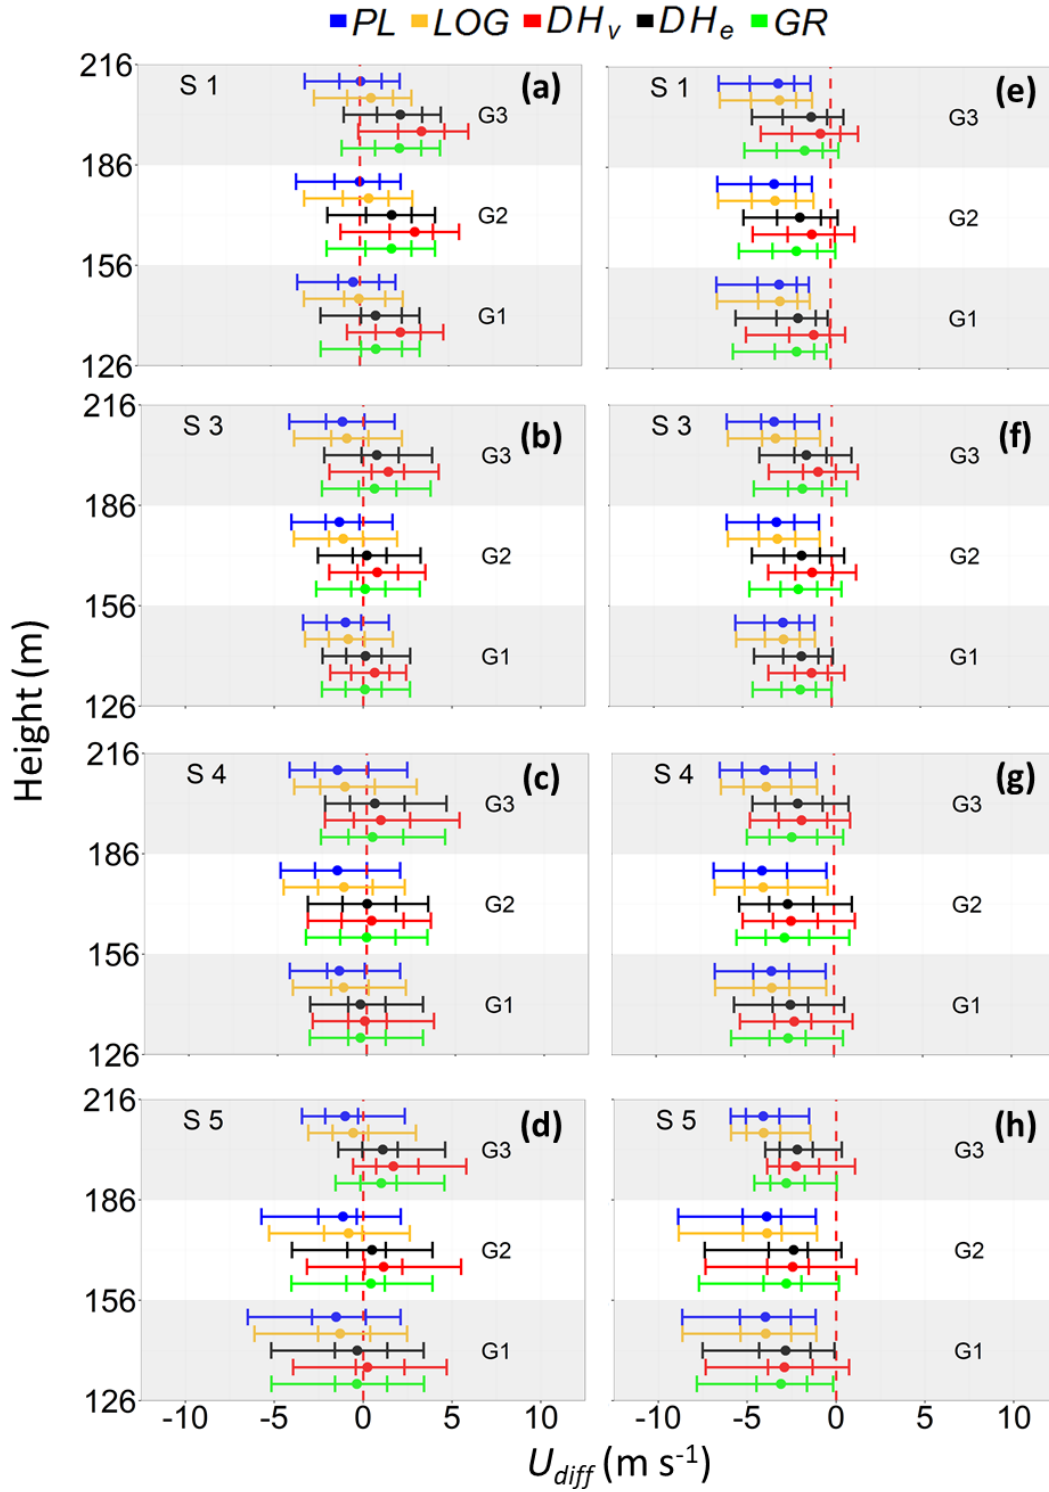 PL LOG DHv DHe GR
Height (m)
216 S 1 (a) S 1 (e)
G3 G3
186
G2 G2
156
G1 G1
126
216 S 3 (b) S 3 (f)
G3 G3
186
G2 G2
156
G1 G1
126
216 S 4 (c) S 4 (g)
G3 G3
186
G2 G2
156
G1 G1
126
216 S 5 (d) S 5 (h)
G3 G3
186
G2 G2
156
G1 G1
126
-10 -5 0 5 10 -10 -5 0 5 10
Udiff (m s-1)